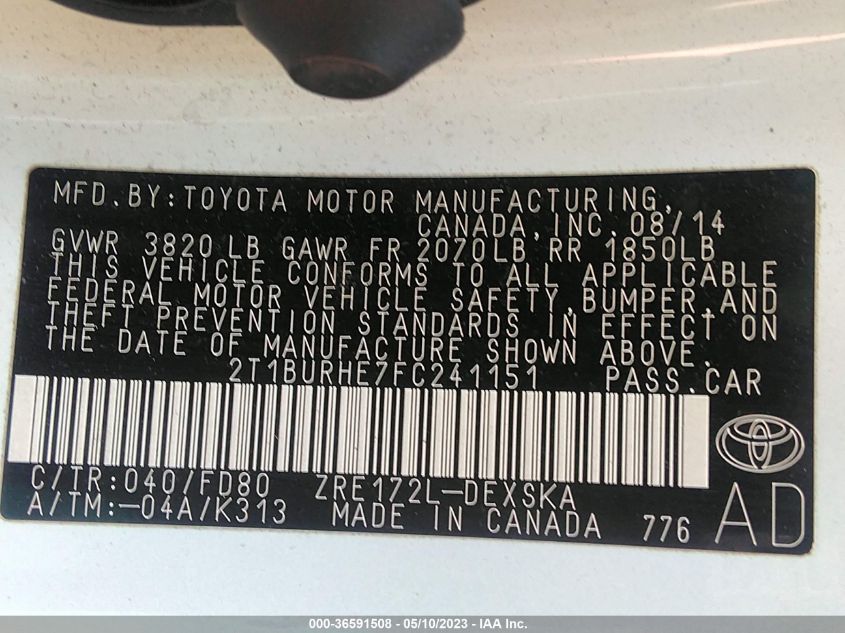 MFD. BY: TOYOTA MOTOR MANUFACTURING,
CANADA, INC. 08/14
GVWR 3820 LB GAWR FR 2070LB RR 1850LB
THIS VEHICLE CONFORMS TO ALL APPLICABLE
FEDERAL MOTOR VEHICLE SAFETY, BUMPER, AND
THEFT PREVENTION STANDARDS IN EFFECT ON
THE DATE OF MANUFACTURE SHOWN ABOVE.
2T1BURHE7FC241151 PASS. CAR
C/TR: 040/FD80 ZRE172L-DEXSKA
A/TM: -04A/K313 MADE IN CANADA 776 AD
000-36591508 - 05/10/2023 - IAA Inc.